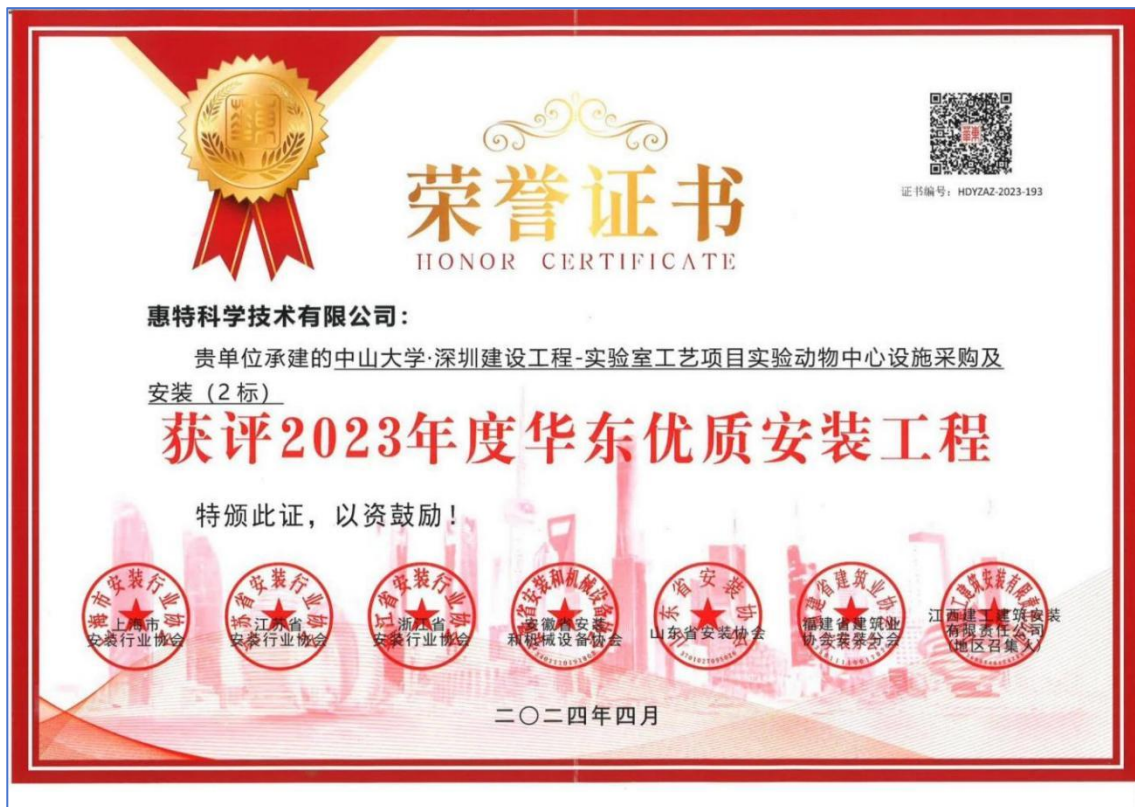 荣誉证书
HONOR CERTIFICATE
证书编号：HDYZAZ-2023-193
惠特科学技术有限公司：
贵单位承建的中山大学·深圳建设工程-实验室工艺项目实验动物中心设施采购及
安装（2标）
获评2023年度华东优质安装工程
特颁此证，以资鼓励！
上海市
安装行业协会
江苏省
安装行业协会
浙江省
安装行业协会
安徽省安装
和机械设备协会
山东省安装协会
福建省建筑业
协会安装分会
江西建工建筑安装
有限责任公司
(地区召集人)
二〇二四年四月